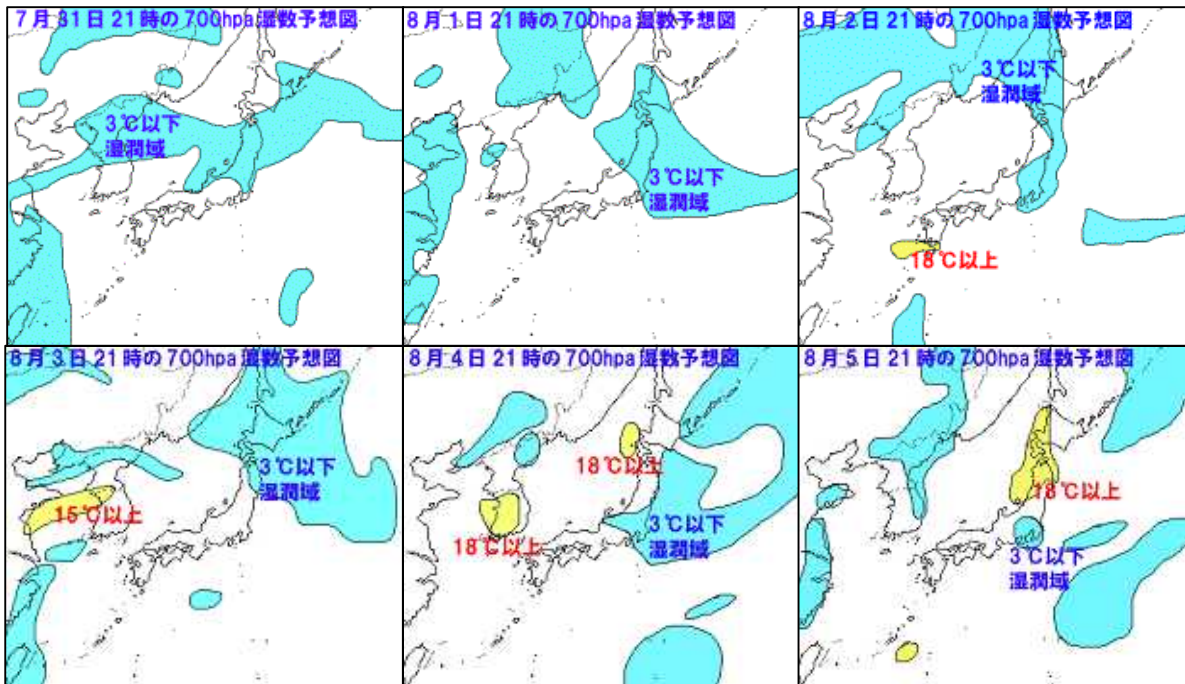 7月31日21時の700hpa湿数予想図
3℃以下
湿潤域
8月1日21時の700hpa湿数予想図
3℃以下
湿潤域
8月2日21時の700hpa湿数予想図
3℃以下
湿潤域
18℃以上
8月3日21時の700hpa湿数予想図
3℃以下
湿潤域
15℃以上
8月4日21時の700hpa湿数予想図
18℃以上
3℃以下
湿潤域
18℃以上
8月5日21時の700hpa湿数予想図
18℃以上
3℃以下
湿潤域